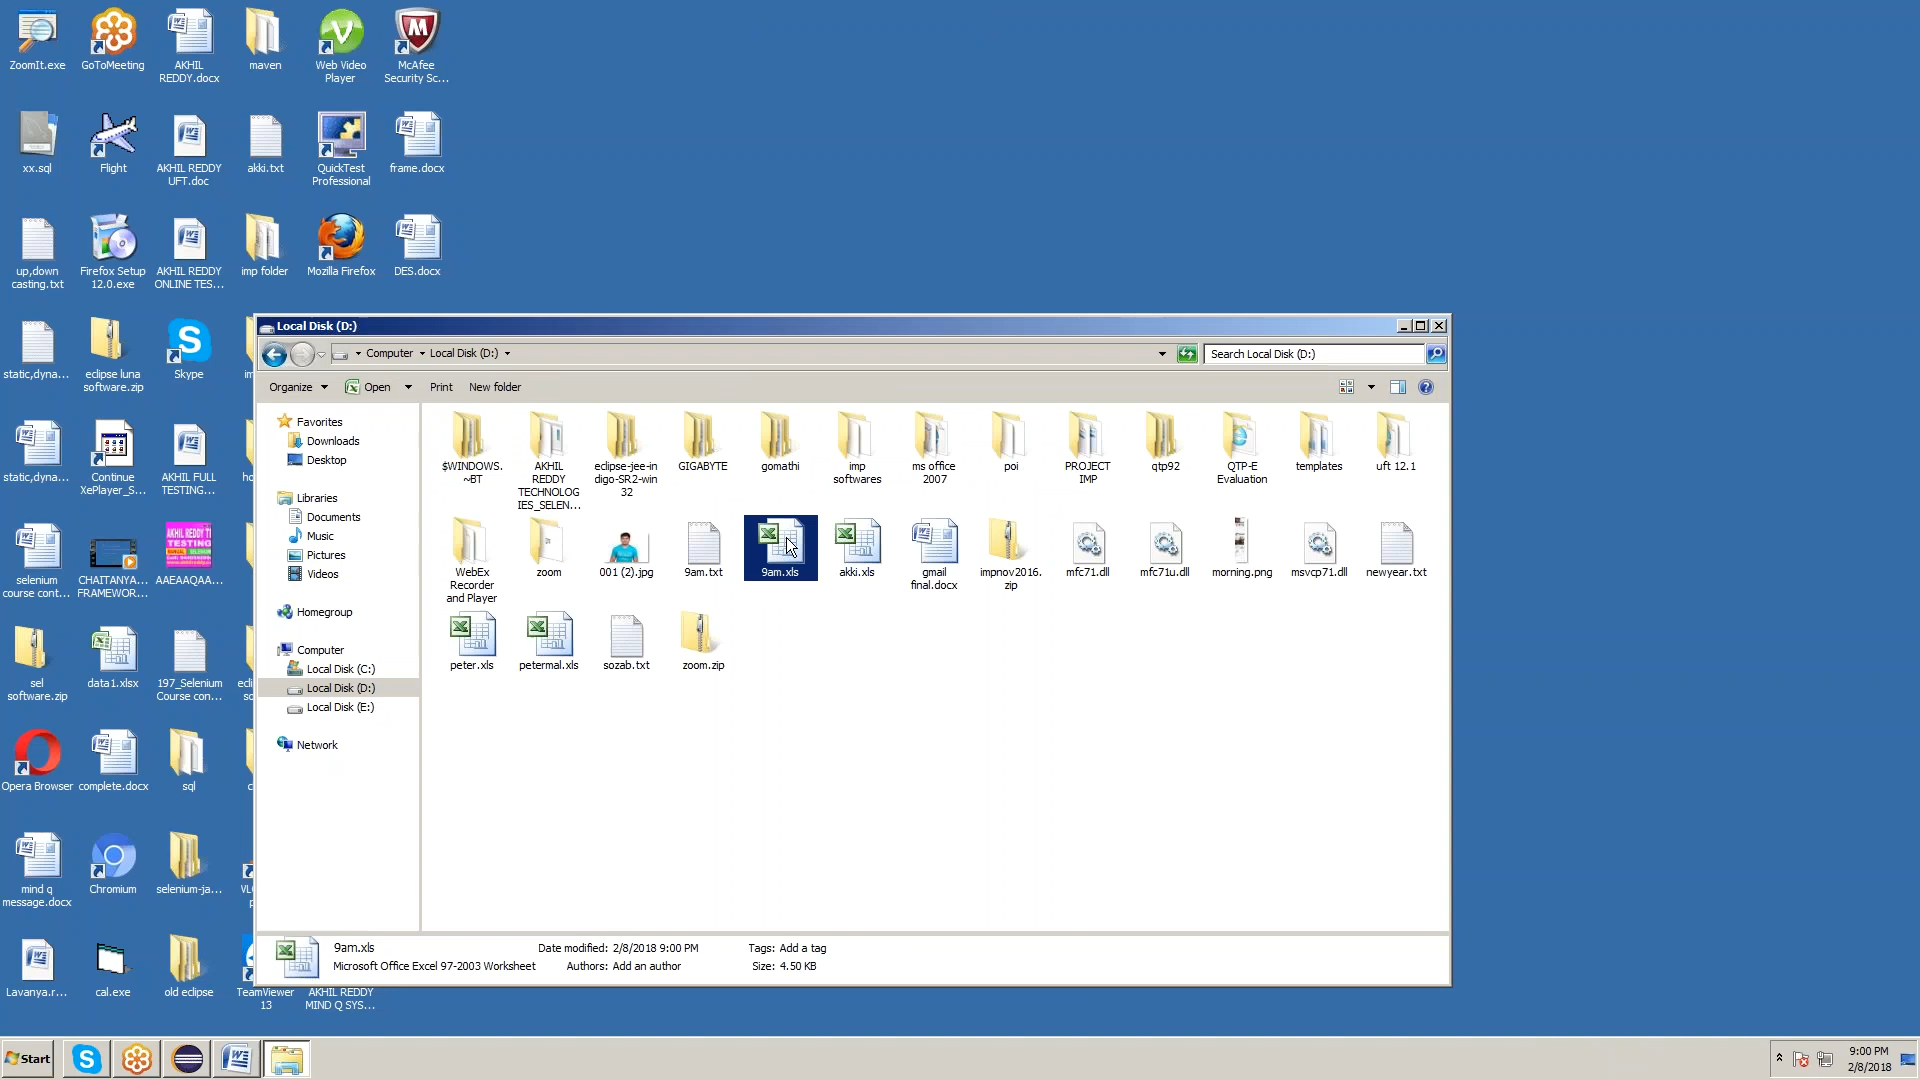 ZoomIt.exe
GoToMeeting
AKHIL
REDDY.docx
maven
Web Video
Player
McAfee
Security Sc...
xx.sql
Flight
AKHIL REDDY
UFT.doc
akki.txt
QuickTest
Professional
frame.docx
up,down
casting.txt
Firefox Setup
12.0.exe
AKHIL REDDY
ONLINE TES...
imp folder
Mozilla Firefox
DES.docx
static,dyna...
eclipse luna
software.zip
Skype
static,dyna...
Continue
XePlayer_S...
AKHIL FULL
TESTING...
selenium
course cont...
CHAITANYA...
FRAMEWOR...
AAEAAQAA...
sel
software.zip
data1.xlsx
197_Selenium
Course con...
Opera Browser
complete.docx
sql
mind q
message.docx
Chromium
selenium-ja...
Lavanya.r...
cal.exe
old eclipse
TeamViewer
13
AKHIL REDDY
MIND Q SYS...
Local Disk (D:)
Computer
Local Disk (D:)
Search Local Disk (D:)
Organize
Open
Print
New folder
Favorites
Downloads
Desktop
Libraries
Documents
Music
Pictures
Videos
Homegroup
Computer
Local Disk (C:)
Local Disk (D:)
Local Disk (E:)
Network
$WINDOWS.
~BT
AKHIL
REDDY
TECHNOLOG
IES_SELEN...
eclipse-jee-in
digo-SR2-win
32
GIGABYTE
gomathi
imp
softwares
ms office
2007
poi
PROJECT
IMP
qtp92
QTP-E
Evaluation
templates
uft 12.1
WebEx
Recorder
and Player
zoom
001 (2).jpg
9am.txt
9am.xls
akki.xls
gmail
final.docx
impnov2016.
zip
mfc71.dll
mfc71u.dll
morning.png
msvcp71.dll
newyear.txt
peter.xls
petermal.xls
sozab.txt
zoom.zip
9am.xls
Date modified: 2/8/2018 9:00 PM
Tags: Add a tag
Microsoft Office Excel 97-2003 Worksheet
Authors: Add an author
Size: 4.50 KB
Start
9:00 PM
2/8/2018